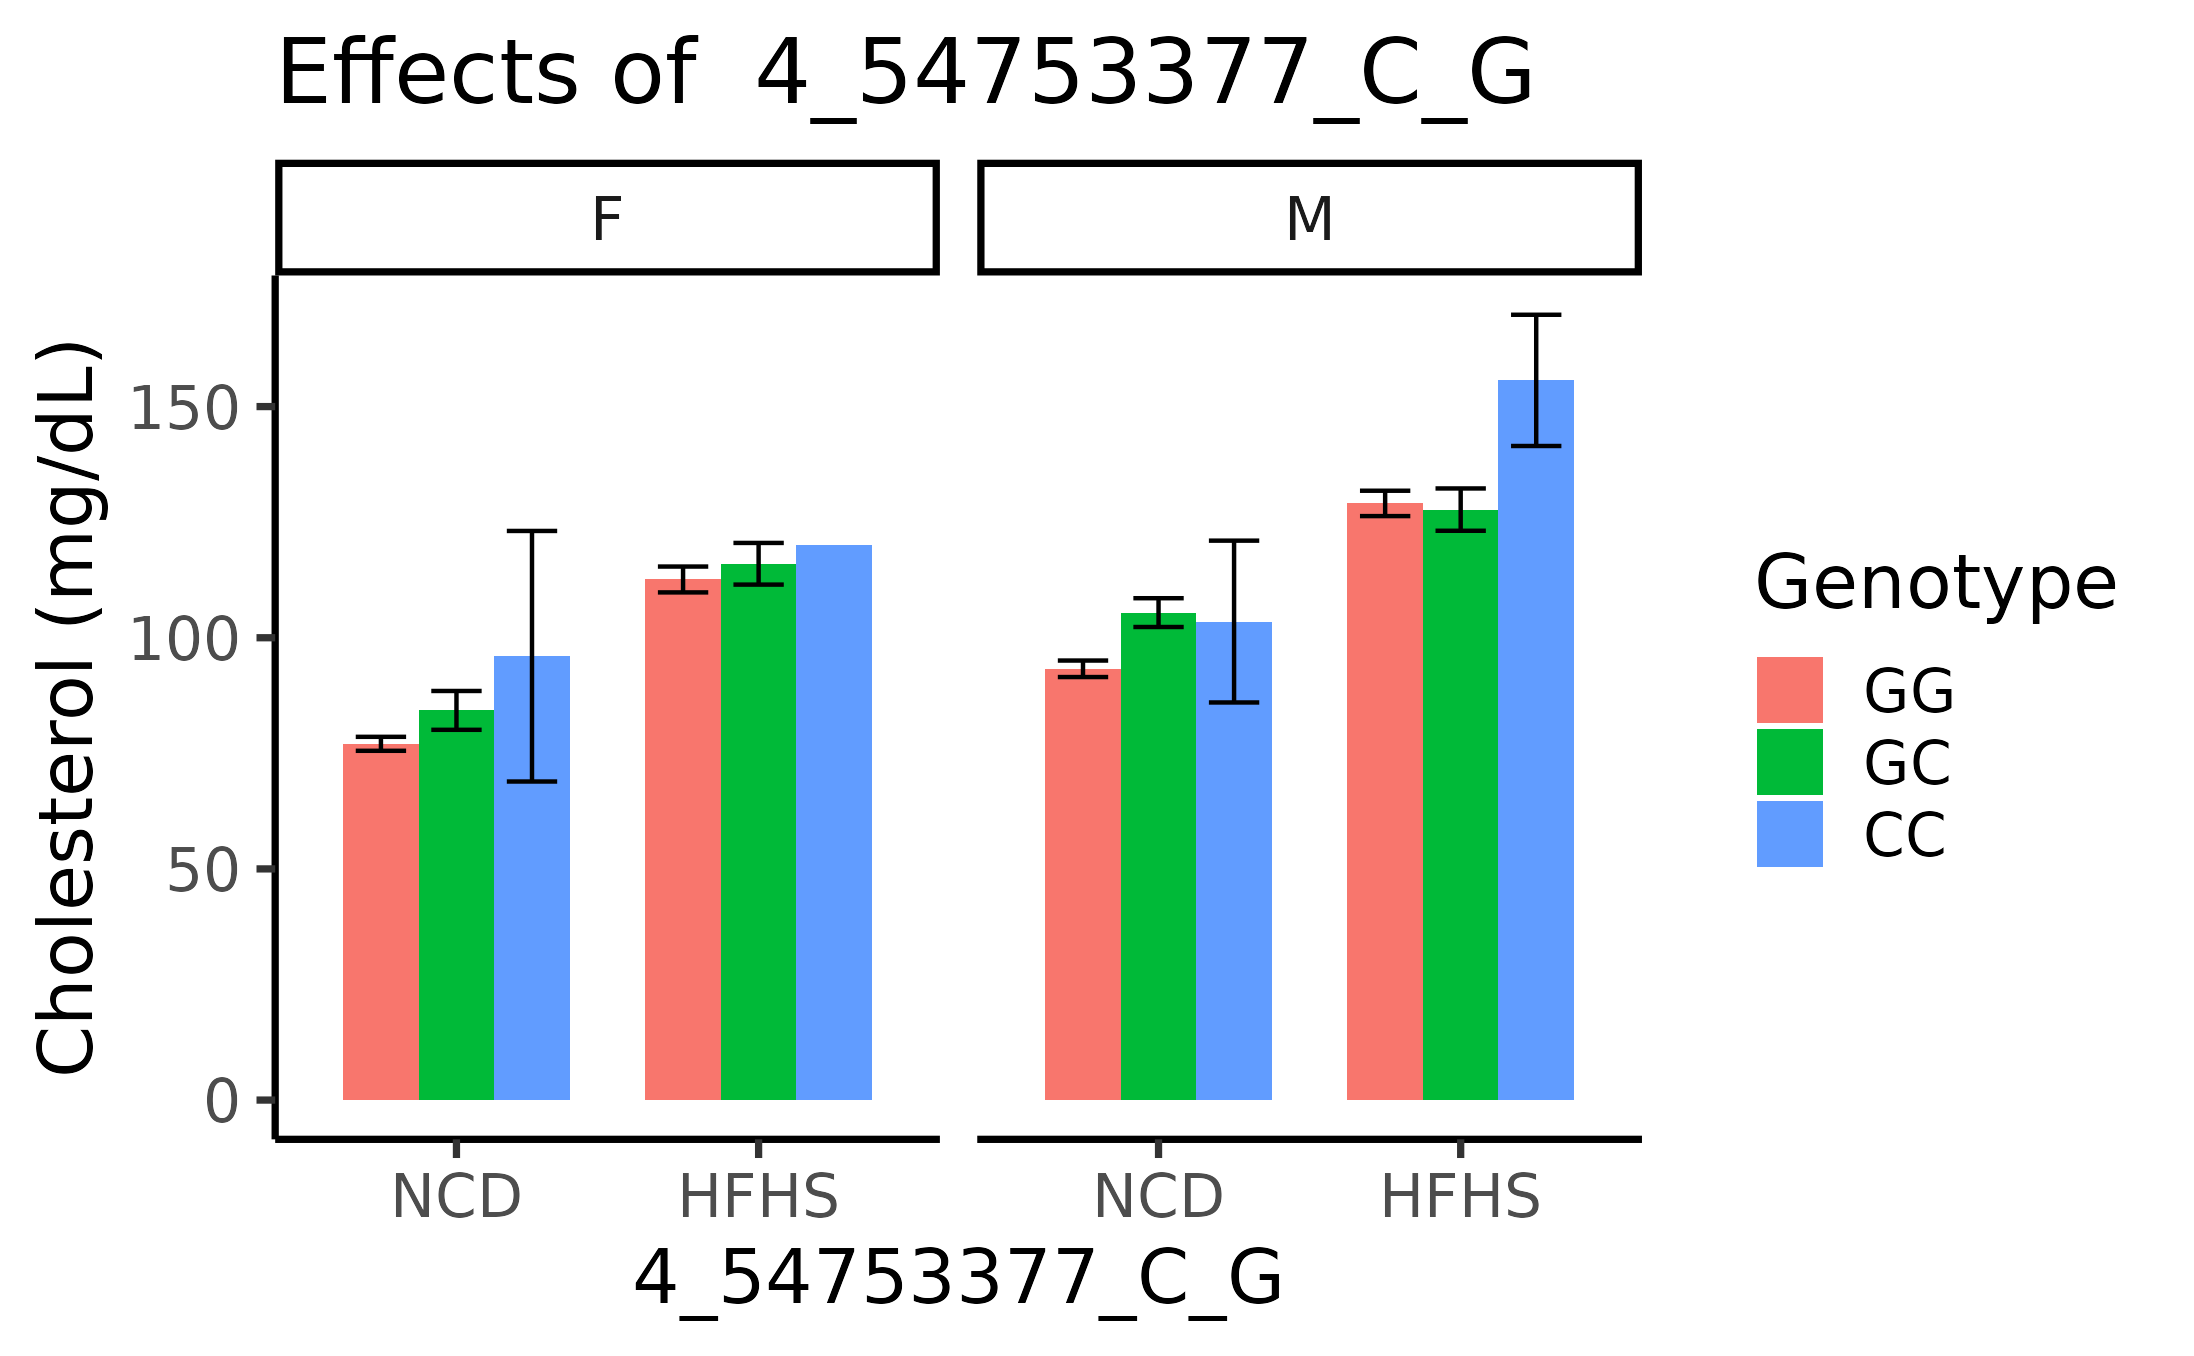 Effects of  4_54753377_C_G
F
M
Cholesterol (mg/dL)
150
100
50
0
NCD
HFHS
NCD
HFHS
4_54753377_C_G
Genotype
GG
GC
CC